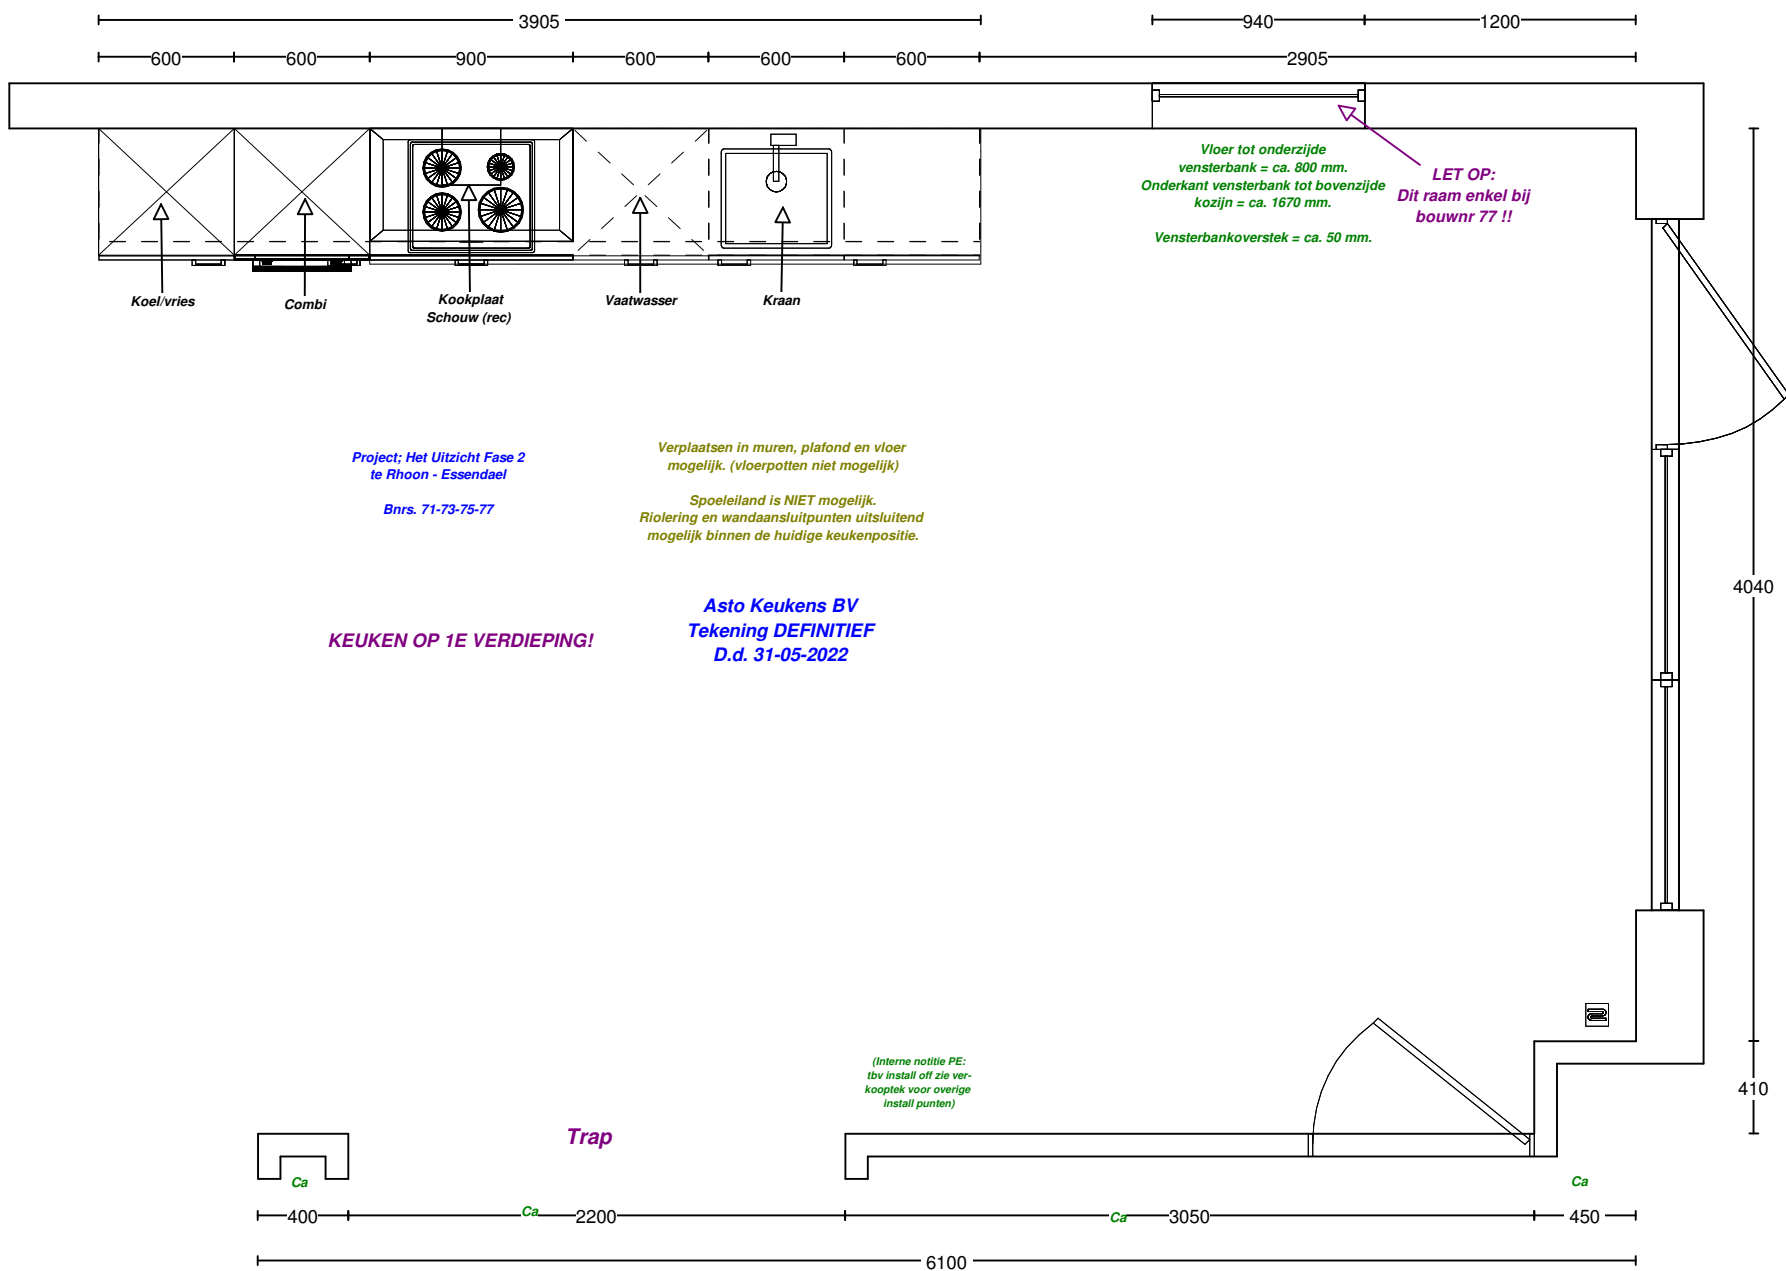 3905
940
1200
600
600
900
600
600
600
2905
Vloer tot onderzijde
vensterbank = ca. 800 mm.
Onderkant vensterbank tot bovenzijde
kozijn = ca. 1670 mm.
Vensterbankoverstek = ca. 50 mm.
LET OP:
Dit raam enkel bij
bouwnr 77 !!
Koel/vries
Combi
Kookplaat
Schouw (rec)
Vaatwasser
Kraan
Project; Het Uitzicht Fase 2
te Rhoon - Essendael
Bnrs. 71-73-75-77
Verplaatsen in muren, plafond en vloer
mogelijk. (vloerpotten niet mogelijk)
Spoeleiland is NIET mogelijk.
Riolering en wandaansluitpunten uitsluitend
mogelijk binnen de huidige keukenpositie.
4040
KEUKEN OP 1E VERDIEPING!
Asto Keukens BV
Tekening DEFINITIEF
D.d. 31-05-2022
(Interne notitie PE:
tbv install off zie ver-
kooptek voor overige
install punten)
410
Trap
Ca
Ca
400
Ca
2200
Ca
3050
450
6100